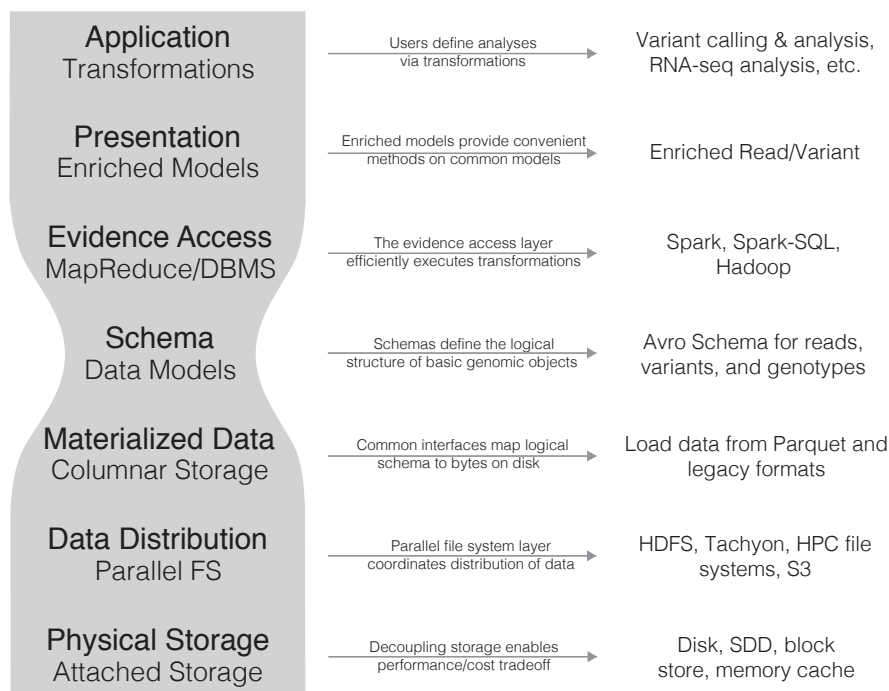 Application
Transformations
Users define analyses
via transformations
Variant calling & analysis,
RNA-seq analysis, etc.
Presentation
Enriched Models
Enriched models provide convenient
methods on common models
Enriched Read/Variant
Evidence Access
MapReduce/DBMS
The evidence access layer
efficiently executes transformations
Spark, Spark-SQL,
Hadoop
Schema
Data Models
Schemas define the logical
structure of basic genomic objects
Avro Schema for reads,
variants, and genotypes
Materialized Data
Columnar Storage
Common interfaces map logical
schema to bytes on disk
Load data from Parquet and
legacy formats
Data Distribution
Parallel FS
Parallel file system layer
coordinates distribution of data
HDFS, Tachyon, HPC file
systems, S3
Physical Storage
Attached Storage
Decoupling storage enables
performance/cost tradeoff
Disk, SDD, block
store, memory cache